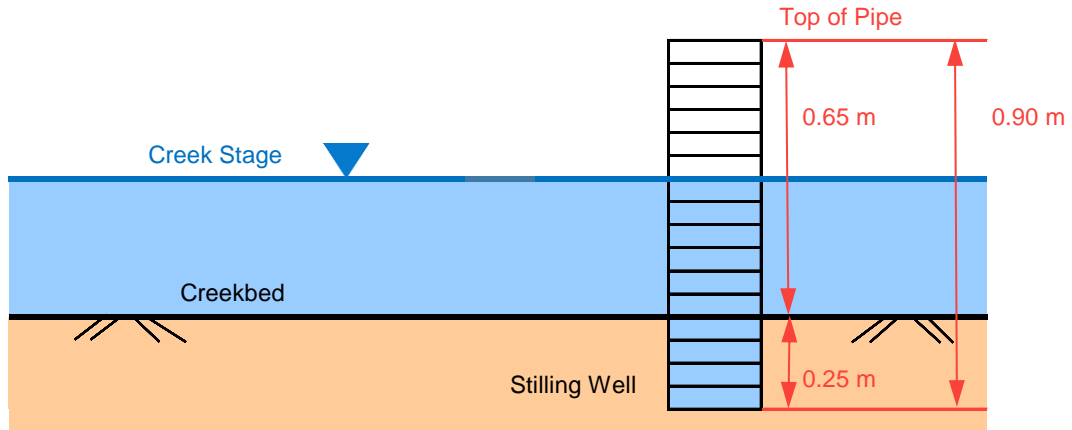 Top of Pipe
0.65 m
0.90 m
Creek Stage
Creekbed
Stilling Well
0.25 m